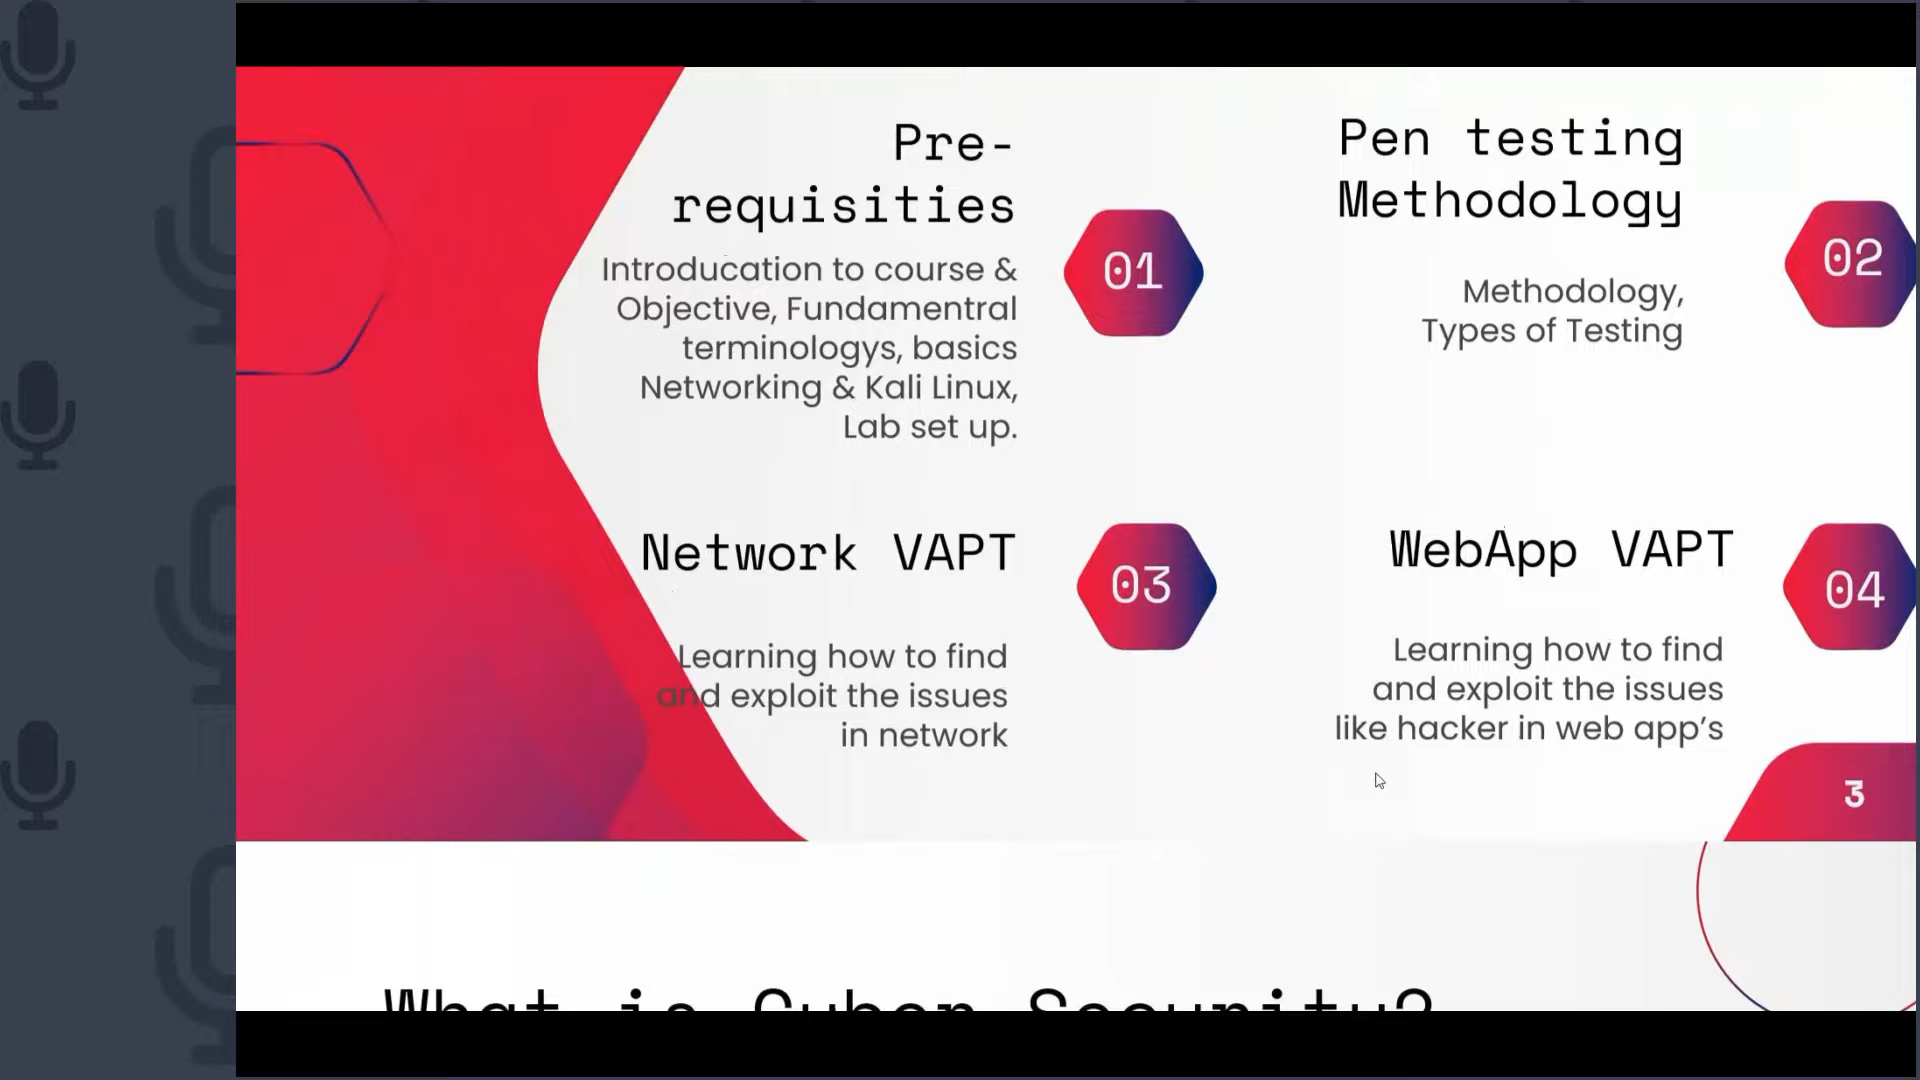 Pre-
requisities
01
Introducation to course &
Objective, Fundamentral
terminologys, basics
Networking & Kali Linux,
Lab set up.
Pen testing
Methodology
02
Methodology,
Types of Testing
Network VAPT
03
Learning how to find
and exploit the issues
in network
WebApp VAPT
04
Learning how to find
and exploit the issues
like hacker in web app’s
3
What is Cyber Security?